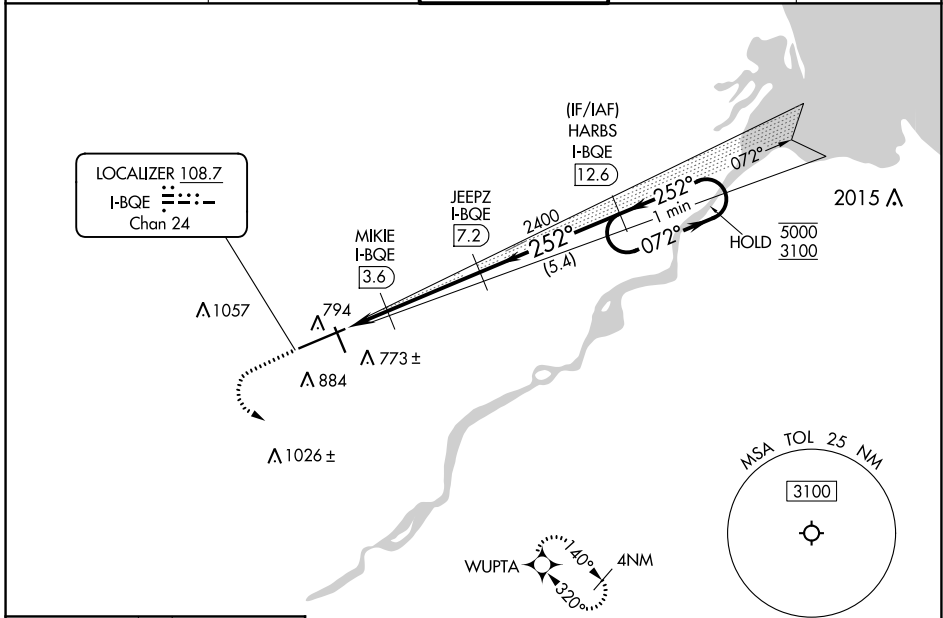 (IF/IAF)
HARBS
I-BQE
12.6
LOCALIZER 108.7
I-BQE
Chan 24
JEEPZ
I-BQE
7.2
MIKIE
I-BQE
3.6
2400
252°
(5.4)
252°
1 min
072°
072°
HOLD
5000
3100
2015
1057
794
773 ±
884
1026 ±
MSA TOL 25 NM
3100
WUPTA
140°
320°
4NM